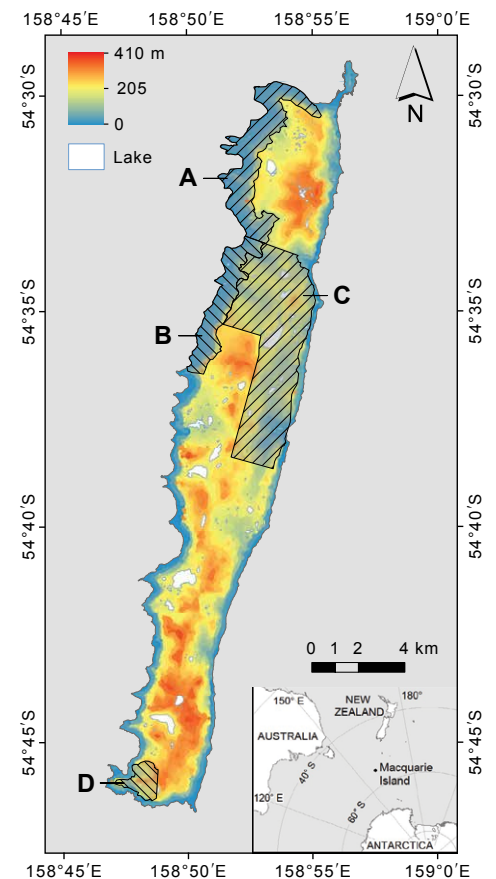 158°45′E 158°50′E 158°55′E 159°0′E
410 m
205
0
Lake
N
54°30′S 54°30′S
A
C
54°35′S 54°35′S
B
54°40′S 54°40′S
0 1 2 4 km
54°45′S 54°45′S
D
150° E
NEW
ZEALAND
180°
AUSTRALIA
40° S
Macquarie
Island
120° E
60° S
ANTARCTICA
158°45′E 158°50′E 158°55′E 159°0′E